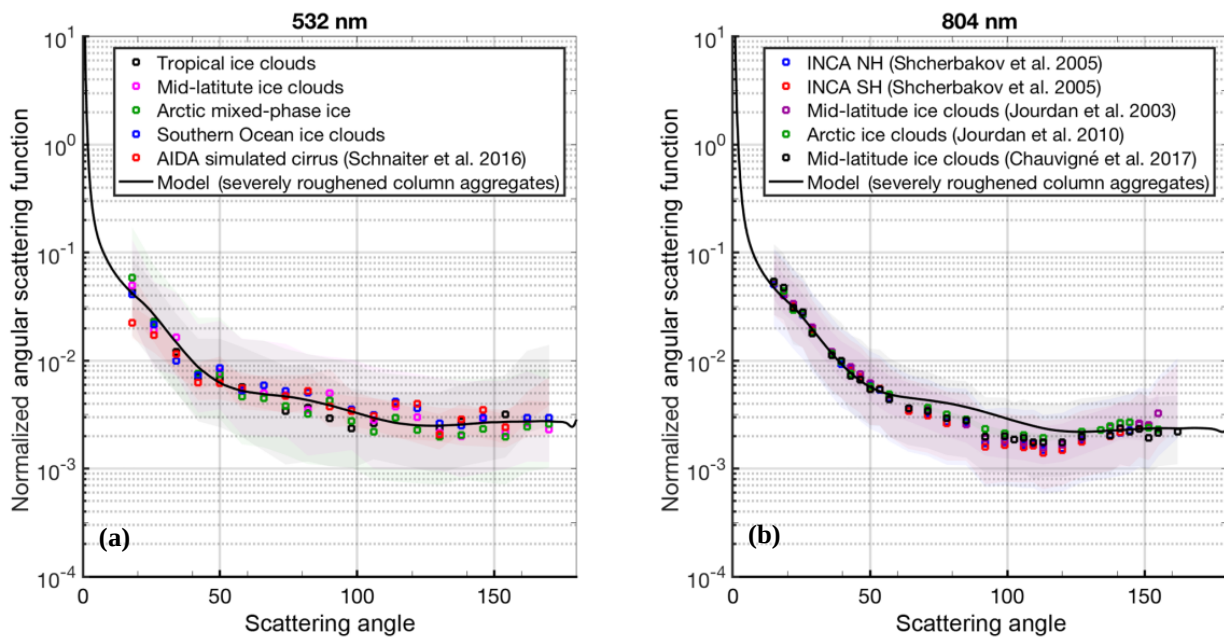 532 nm
Normalized angular scattering function
10^1
10^0
10^-1
10^-2
10^-3
10^-4
Tropical ice clouds
Mid-latitute ice clouds
Arctic mixed-phase ice
Southern Ocean ice clouds
AIDA simulated cirrus (Schnaiter et al. 2016)
Model (severely roughened column aggregates)
(a)
0 50 100 150
Scattering angle
804 nm
Normalized angular scattering function
10^1
10^0
10^-1
10^-2
10^-3
10^-4
INCA NH (Shcherbakov et al. 2005)
INCA SH (Shcherbakov et al. 2005)
Mid-latitude ice clouds (Jourdan et al. 2003)
Arctic ice clouds (Jourdan et al. 2010)
Mid-latitude ice clouds (Chauvigné et al. 2017)
Model (severely roughened column aggregates)
(b)
0 50 100 150
Scattering angle